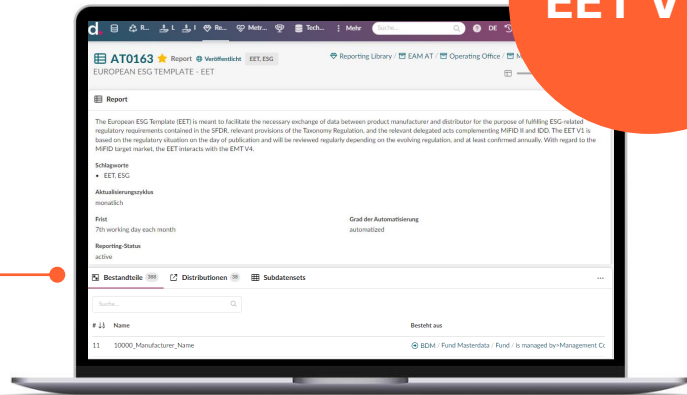 EET V
d. R... L I Re... Metr... Tech... Mehr Suche... DE
AT0163 Report Veröffentlicht EET, ESG
Reporting Library / EAM AT / Operating Office / M
EUROPEAN ESG TEMPLATE - EET
Report
The European ESG Template (EET) is meant to facilitate the necessary exchange of data between product manufacturer and distributor for the purpose of fulfilling ESG-related
regulatory requirements contained in the SFDR, relevant provisions of the Taxonomy Regulation, and the relevant delegated acts complementing MiFID II and IDD. The EET V1 is
based on the regulatory situation on the day of publication and will be reviewed regularly depending on the evolving regulation, and at least confirmed annually. With regard to the
MiFID target market, the EET interacts with the EMT V4.
Schlagworte
• EET, ESG
Aktualisierungszyklus
monatlich
Frist Grad der Automatisierung
7th working day each month automatized
Reporting-Status
active
Bestandteile 580 Distributionen 38 Subdatensets ...
Suche...
# Name Besteht aus
11 10000_Manufacturer_Name BDM / Fund Masterdata / Fund / is managed by>Management Co